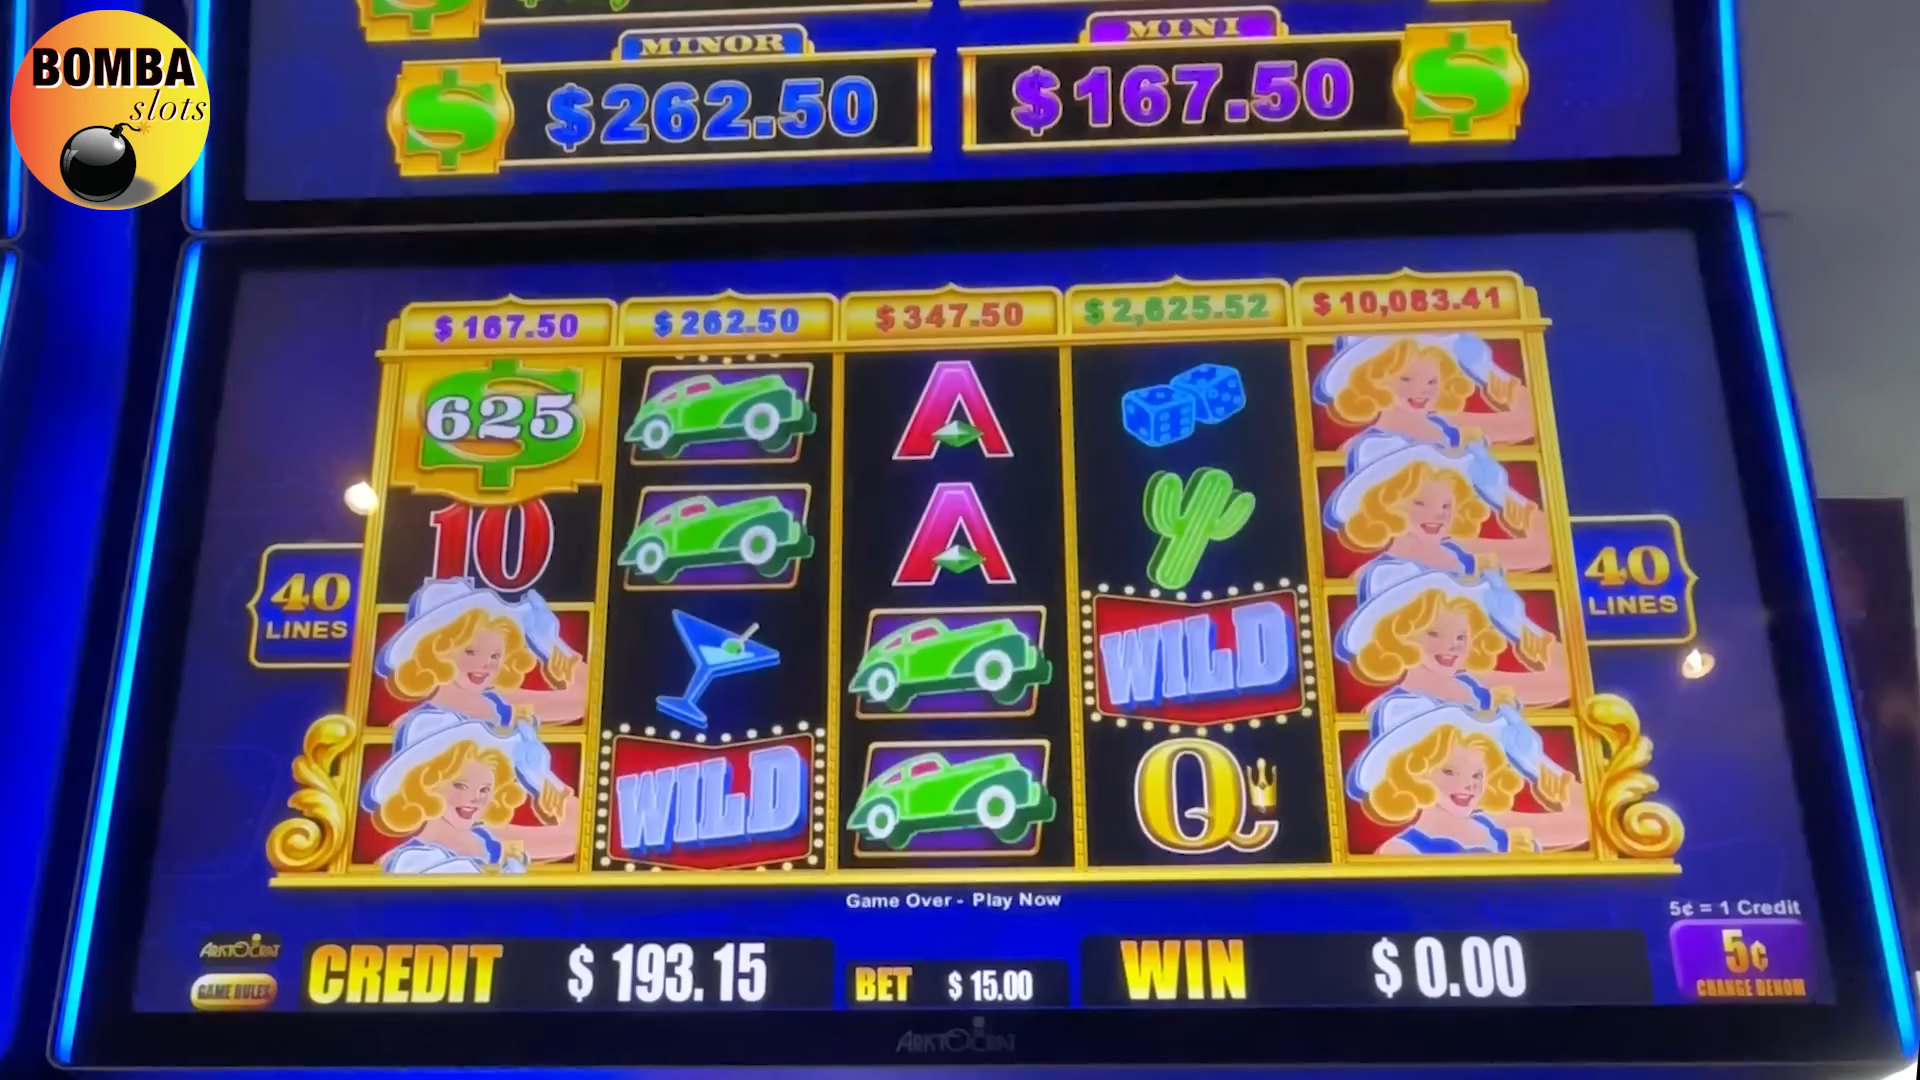 BOMBA
slots
MINOR
$262.50
MINI
$167.50
$167.50
$262.50
$347.50
$2,625.52
$10,083.41
625
A
10
A
WILD
WILD
Q
40
LINES
40
LINES
Game Over - Play Now
5¢ = 1 Credit
ARISTOCRAT
GAME RULES
CREDIT $193.15
BET $15.00
WIN $0.00
5¢
CHANGE DENOM
ARISTOCRAT